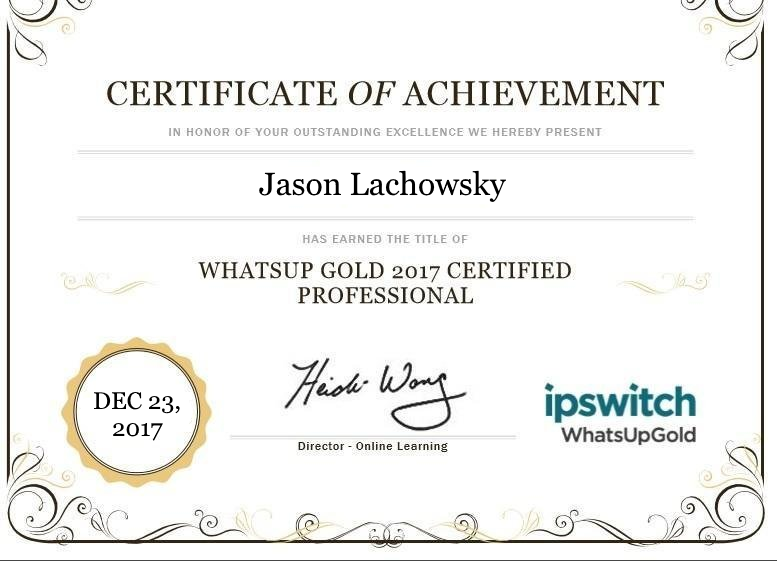 CERTIFICATE OF ACHIEVEMENT
IN HONOR OF YOUR OUTSTANDING EXCELLENCE WE HEREBY PRESENT
Jason Lachowsky
HAS EARNED THE TITLE OF
WHATSUP GOLD 2017 CERTIFIED
PROFESSIONAL
DEC 23,
2017
Heidi Wong
Director - Online Learning
ipswitch
WhatsUpGold